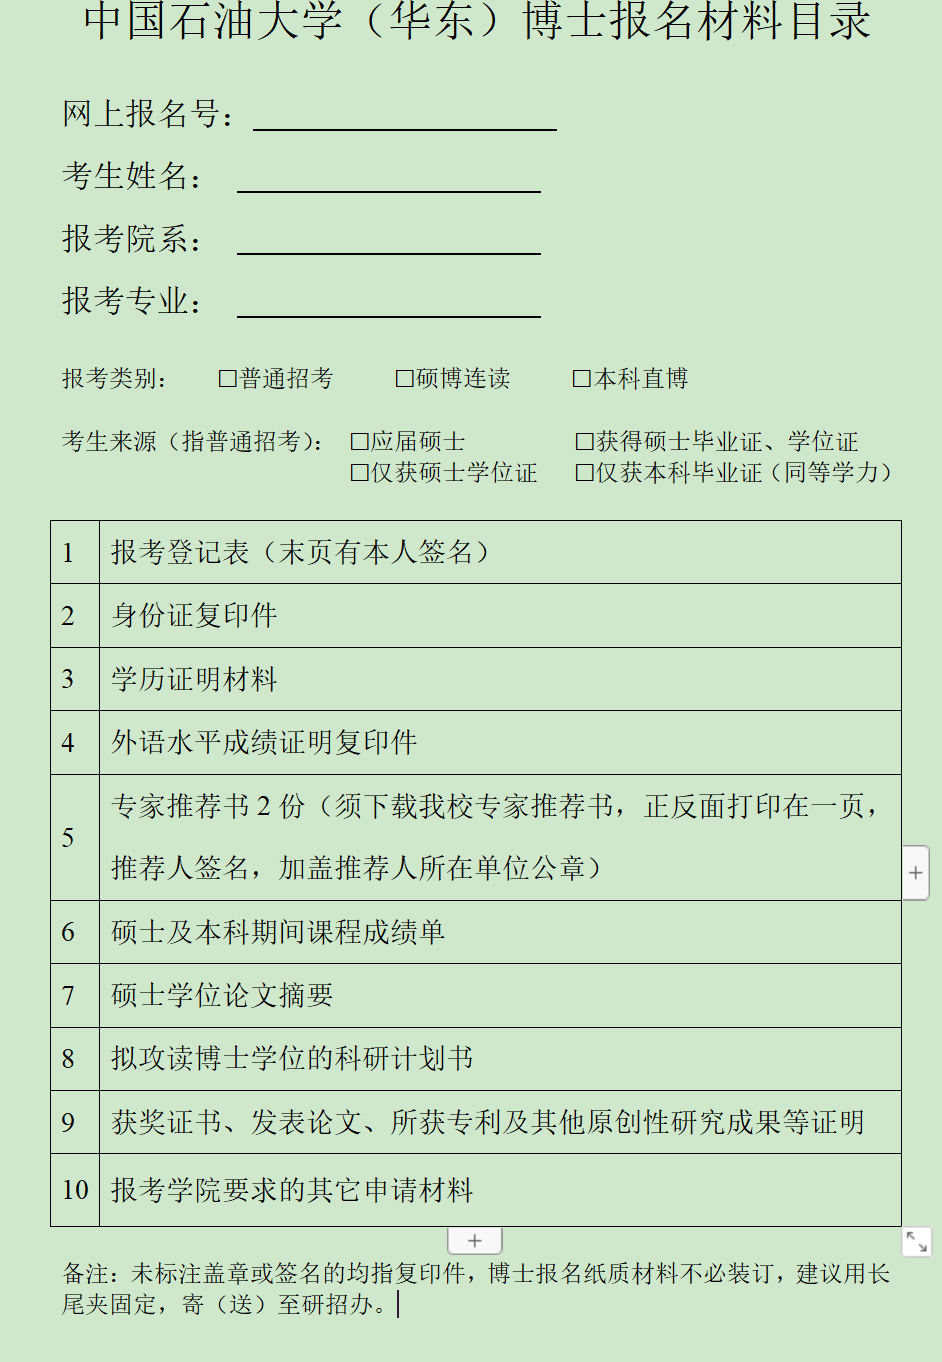 中国石油大学（华东）博士报名材料目录
网上报名号：
考生姓名：
报考院系：
报考专业：
报考类别： □普通招考 □硕博连读 □本科直博
考生来源（指普通招考）： □应届硕士 □获得硕士毕业证、学位证
□仅获硕士学位证 □仅获本科毕业证（同等学力）
1 报考登记表（末页有本人签名）
2 身份证复印件
3 学历证明材料
4 外语水平成绩证明复印件
5 专家推荐书 2 份（须下载我校专家推荐书，正反面打印在一页，
推荐人签名，加盖推荐人所在单位公章）
6 硕士及本科期间课程成绩单
7 硕士学位论文摘要
8 拟攻读博士学位的科研计划书
9 获奖证书、发表论文、所获专利及其他原创性研究成果等证明
10 报考学院要求的其它申请材料
备注：未标注盖章或签名的均指复印件，博士报名纸质材料不必装订，建议用长
尾夹固定，寄（送）至研招办。